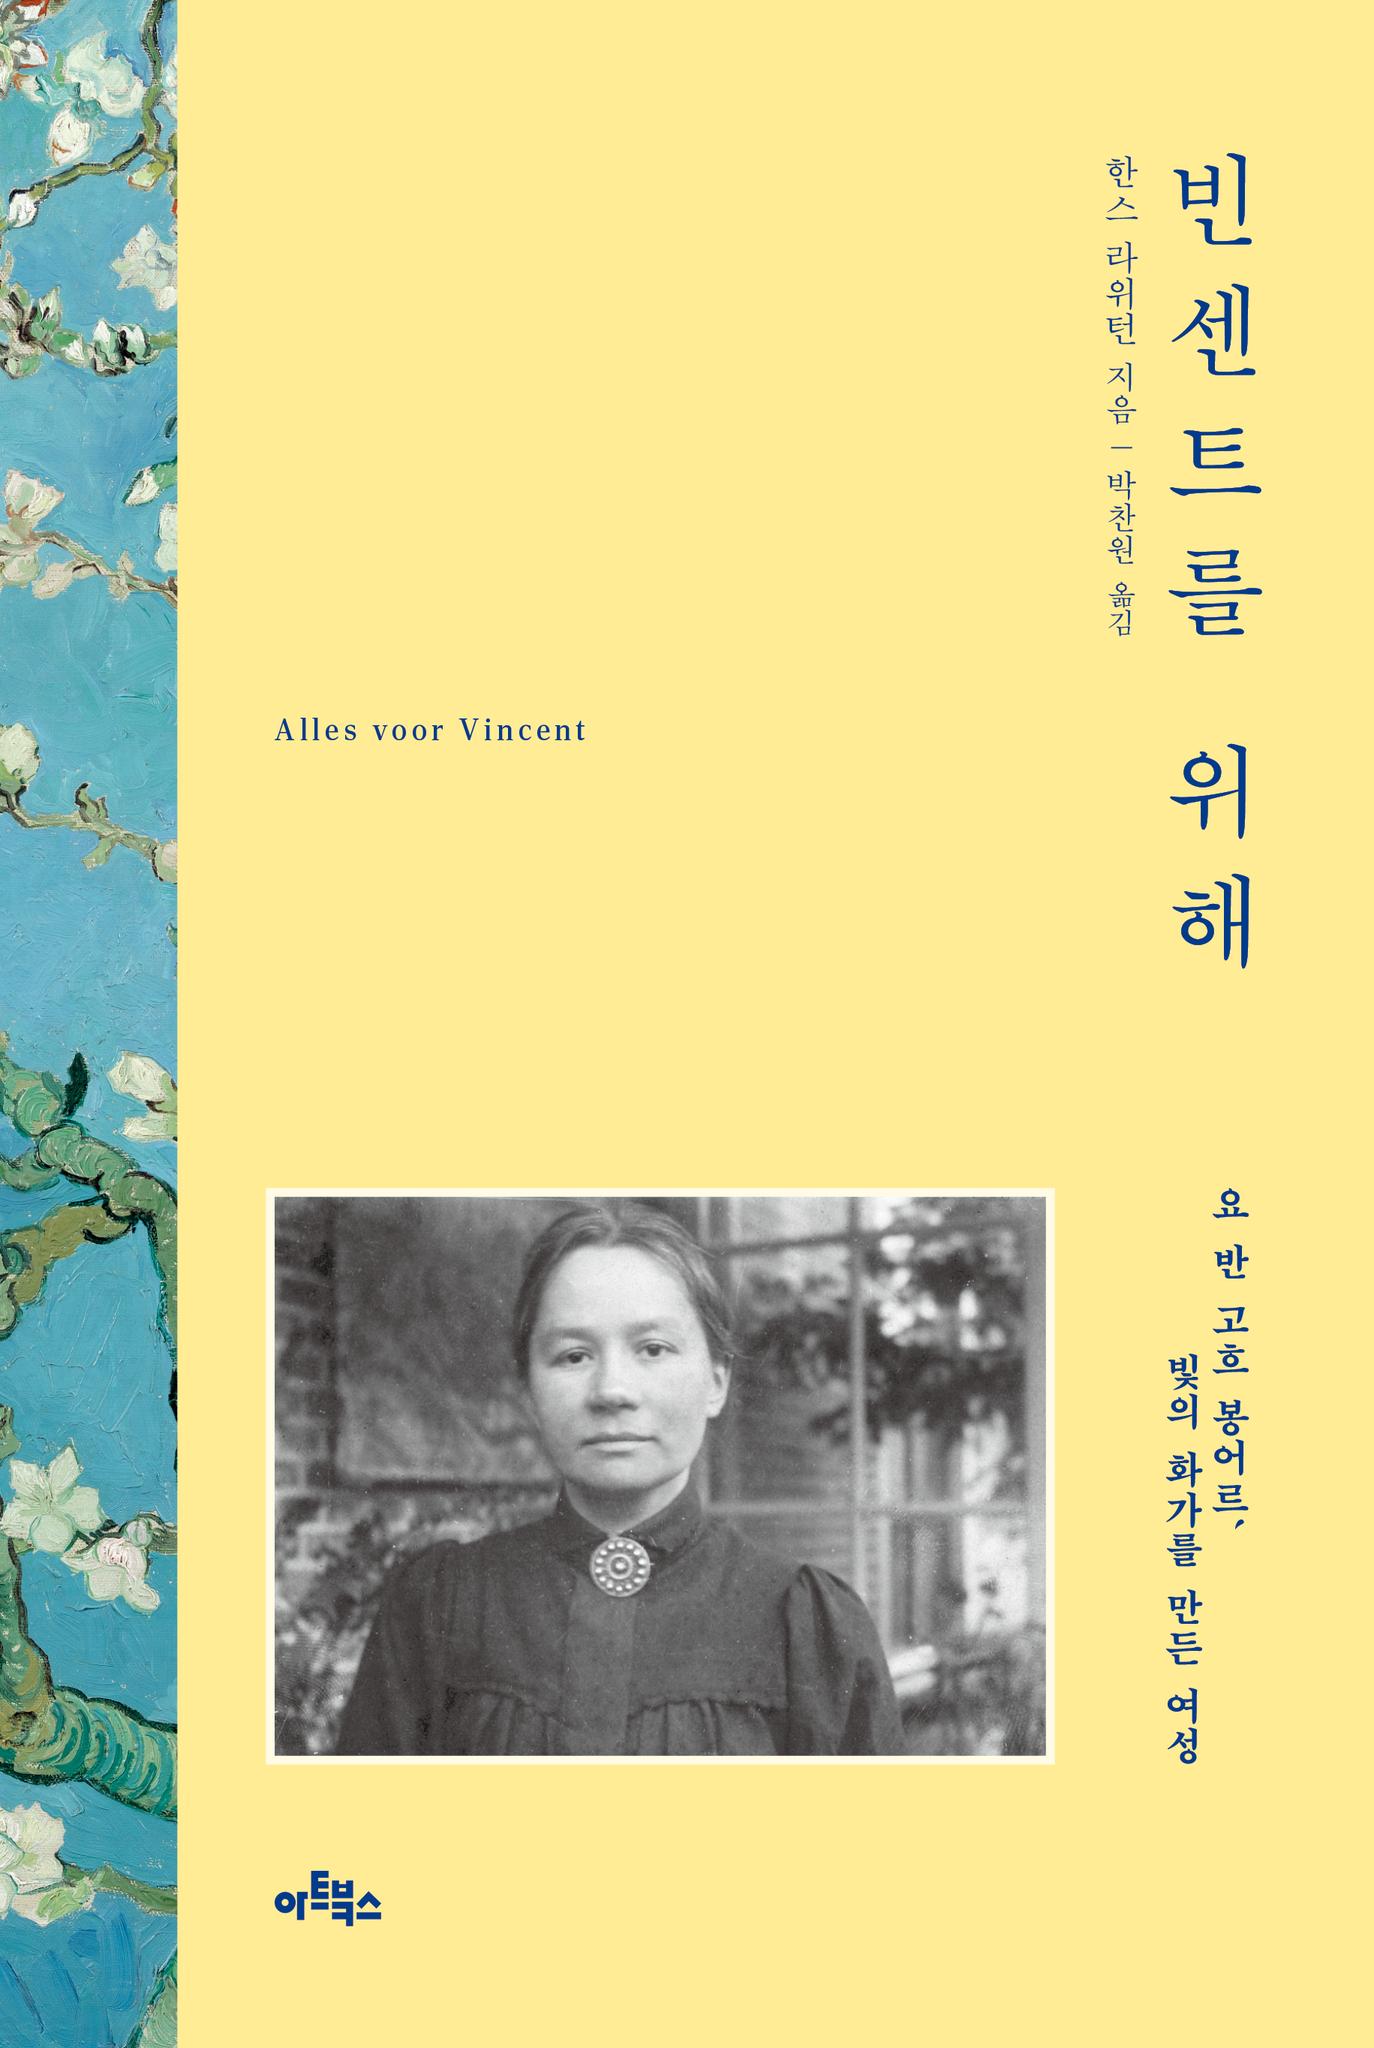 빈센트를 위해
한스 라위턴 지음 — 박찬원 옮김
Alles voor Vincent
요 반 고흐 봉어르,
빛의 화가를 만든 여성
아트북스